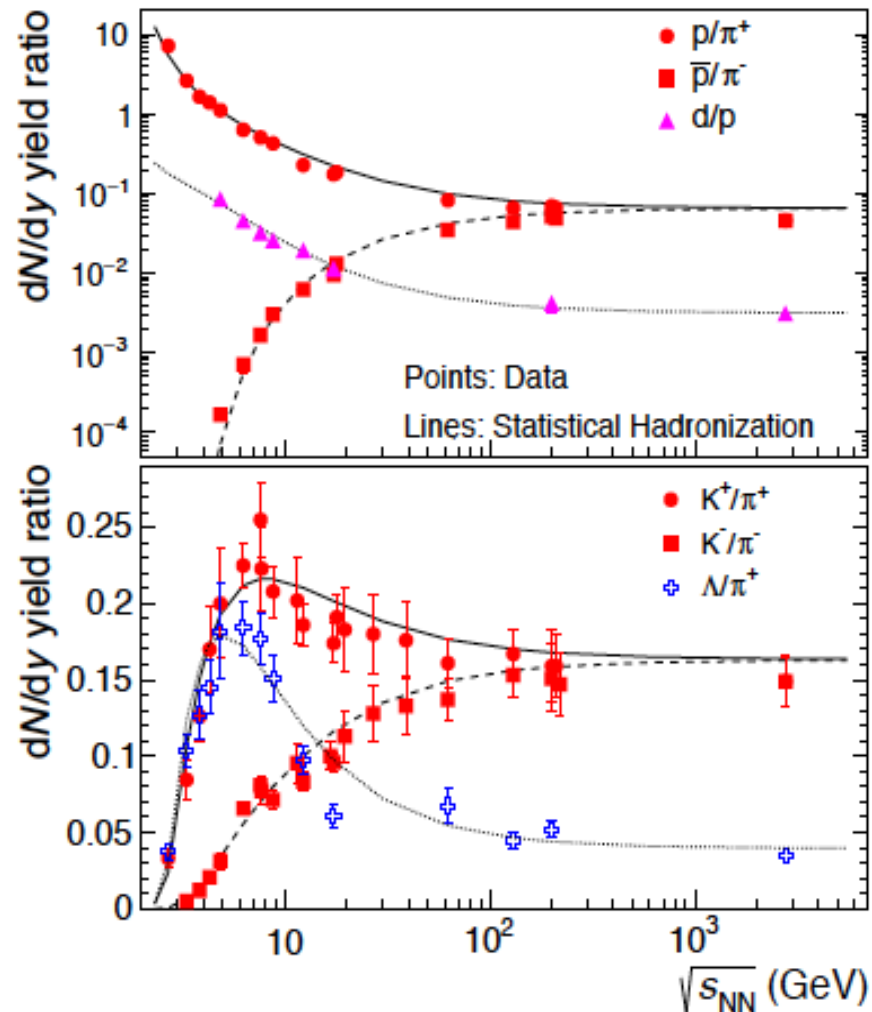 dN/dy yield ratio
10
1
10⁻¹
10⁻²
10⁻³
10⁻⁴
p/π⁺
p̅/π⁻
d/p
Points: Data
Lines: Statistical Hadronization
dN/dy yield ratio
0.25
0.2
0.15
0.1
0.05
0
K⁺/π⁺
K⁻/π⁻
Λ/π⁺
10
10²
10³
√s_NN (GeV)